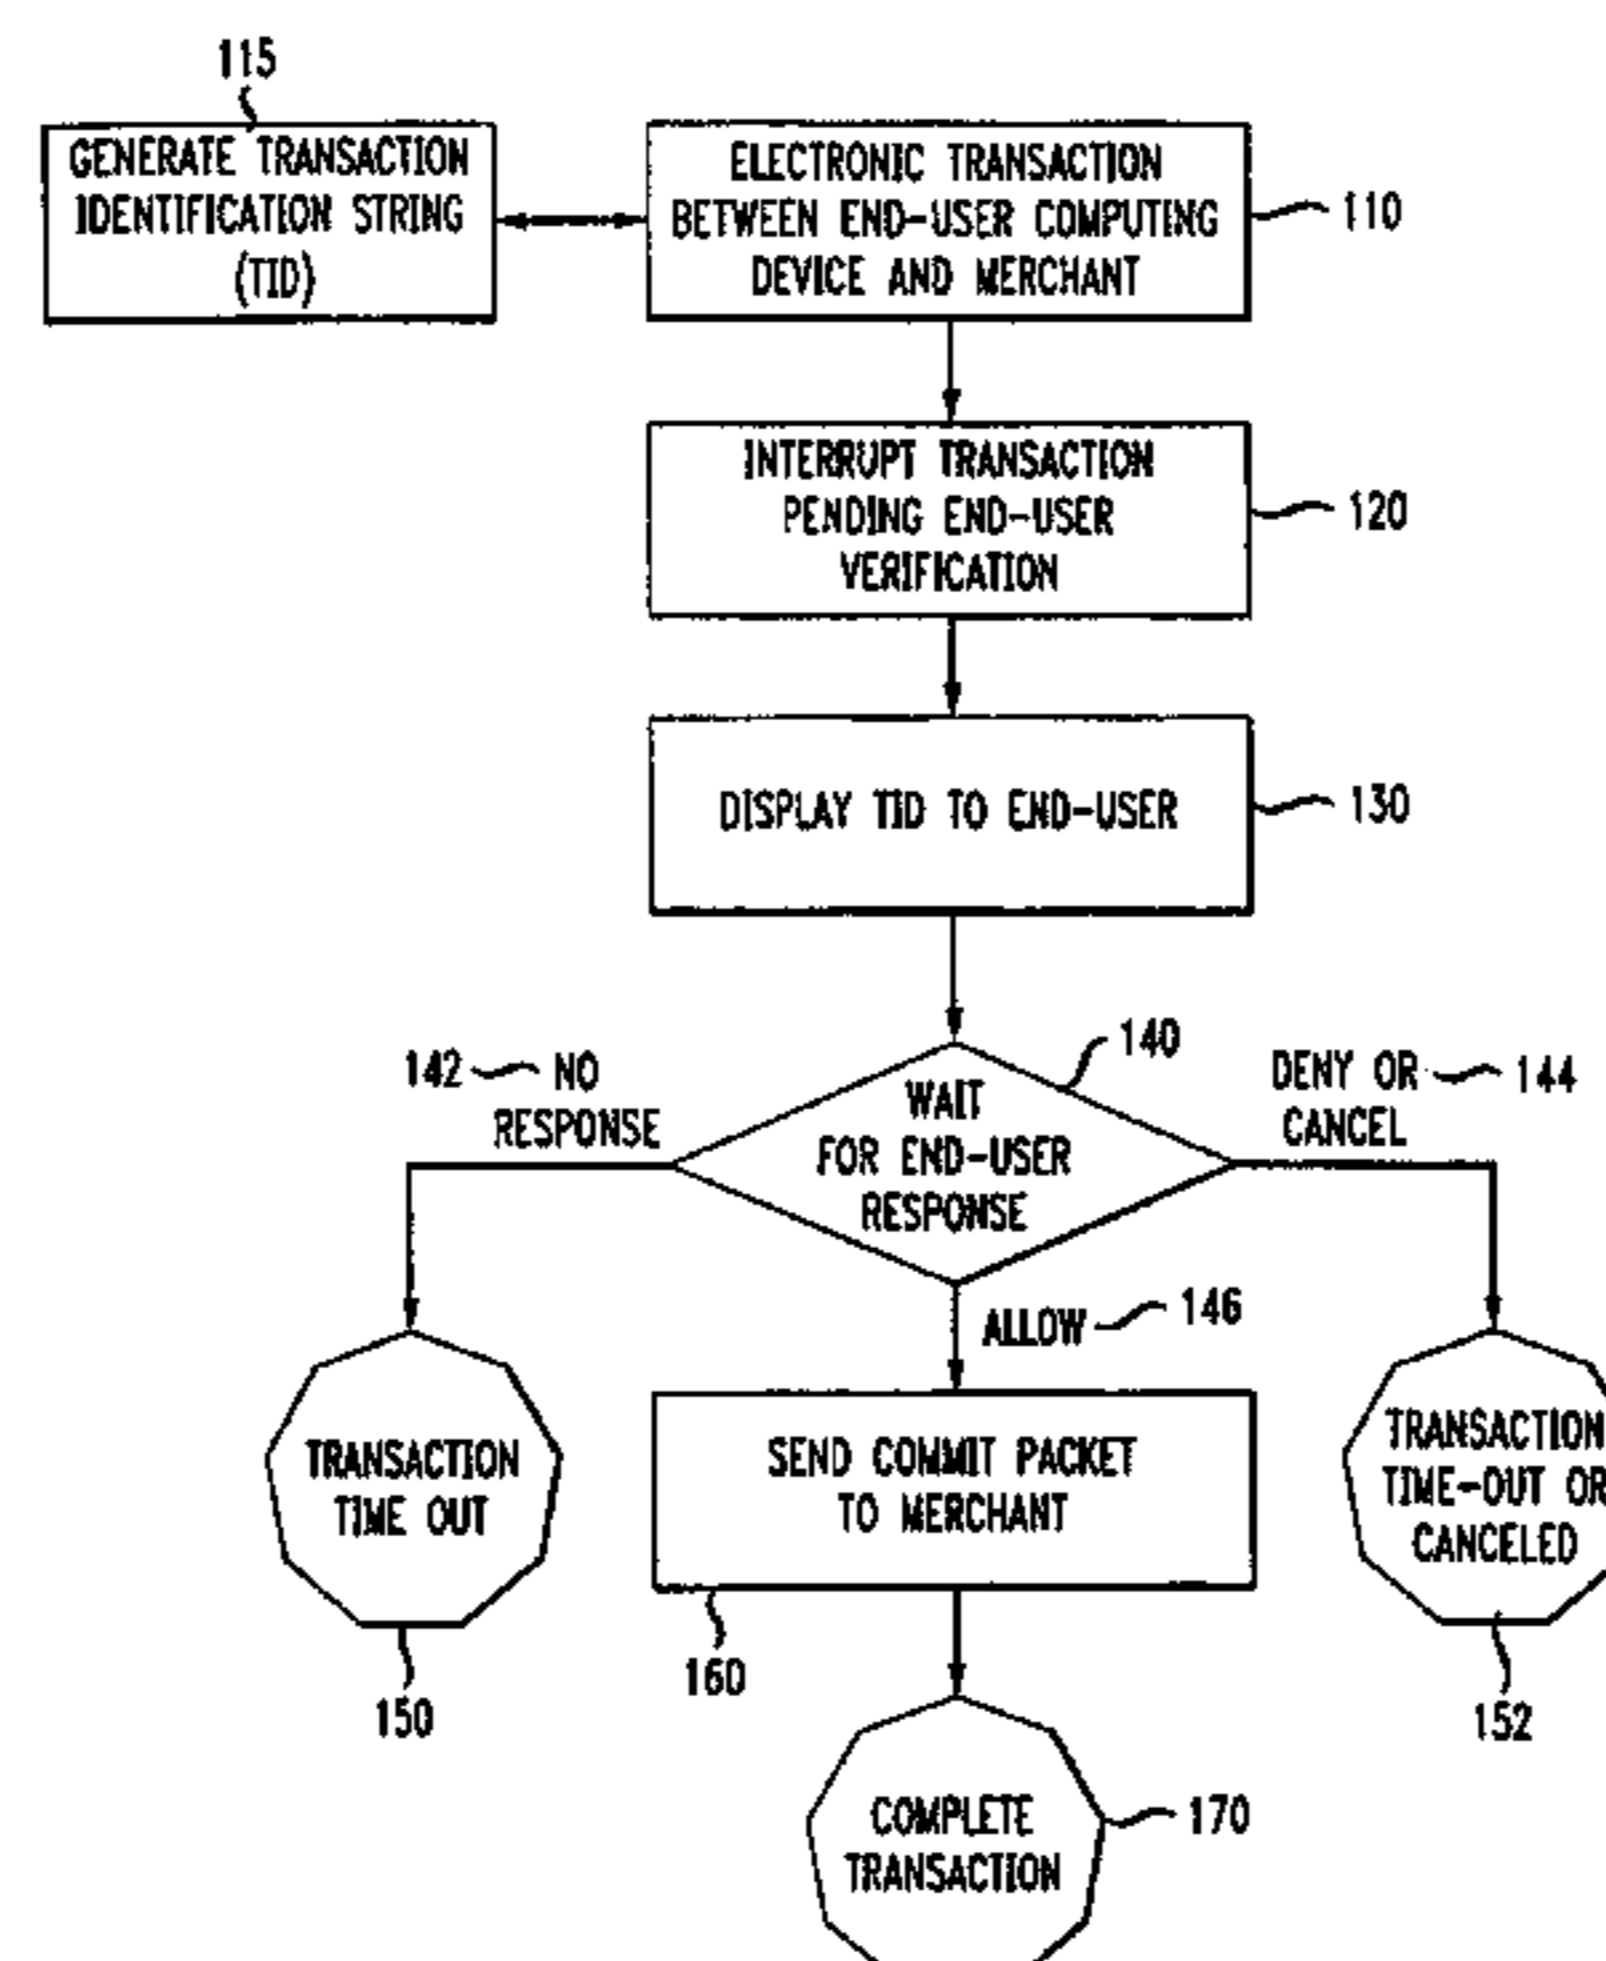 115
GENERATE TRANSACTION
IDENTIFICATION STRING
(TID)
ELECTRONIC TRANSACTION
BETWEEN END-USER COMPUTING
DEVICE AND MERCHANT
110
INTERRUPT TRANSACTION
PENDING END-USER
VERIFICATION
120
DISPLAY TID TO END-USER
130
140
WAIT
FOR END-USER
RESPONSE
142
NO
RESPONSE
DENY OR
CANCEL
144
ALLOW
146
TRANSACTION
TIME OUT
150
SEND COMMIT PACKET
TO MERCHANT
160
TRANSACTION
TIME-OUT OR
CANCELED
152
COMPLETE
TRANSACTION
170